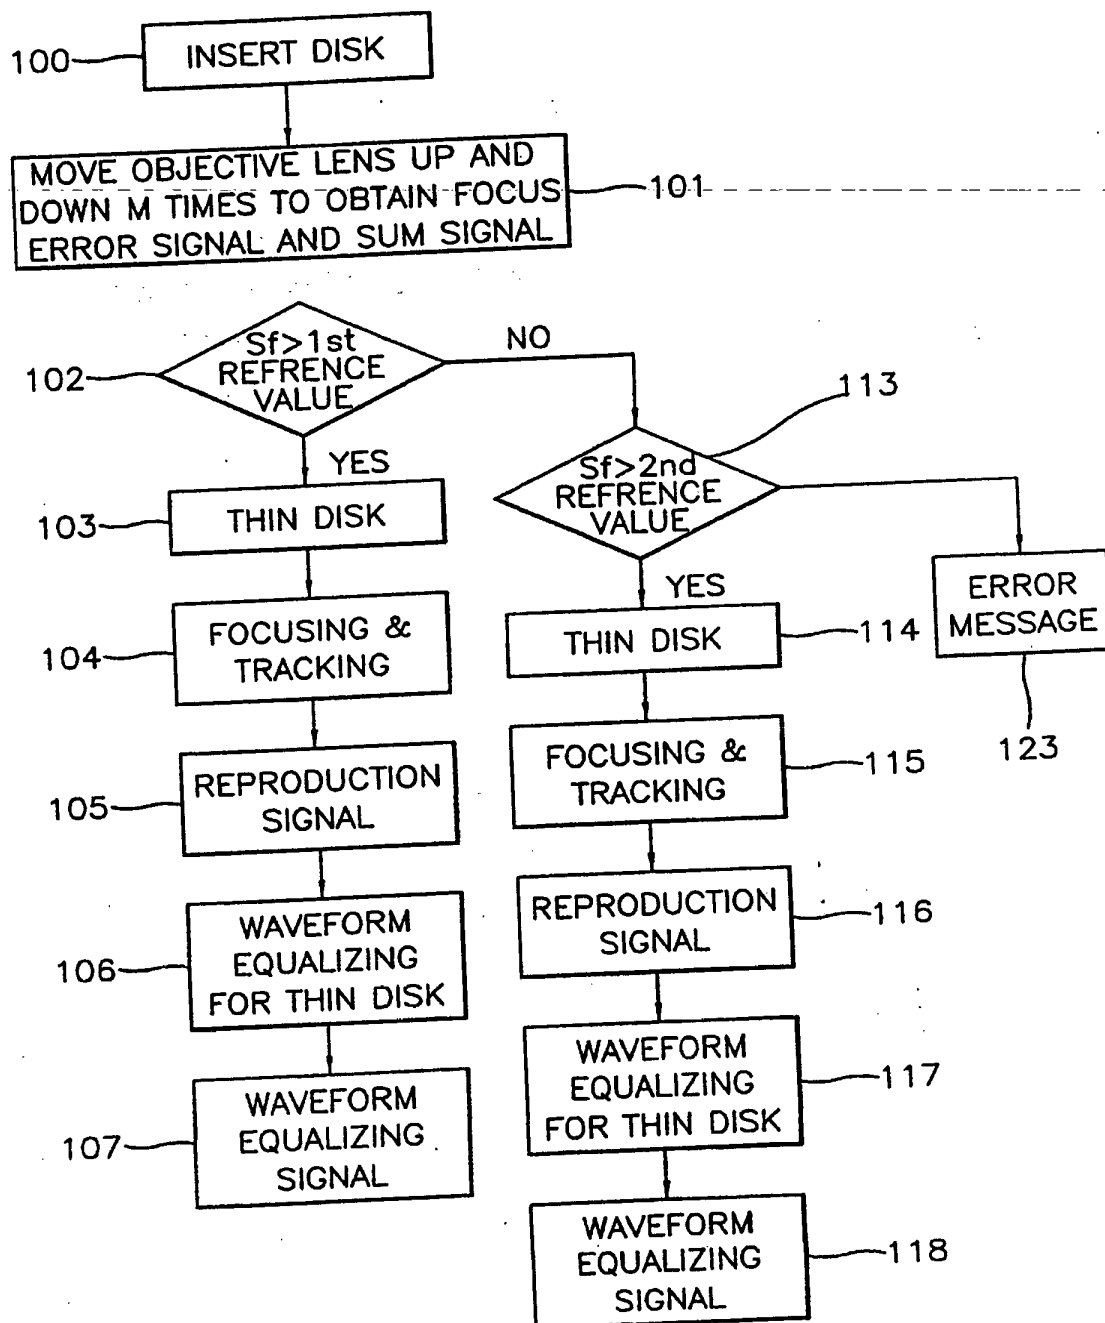 100
INSERT DISK
MOVE OBJECTIVE LENS UP AND
DOWN M TIMES TO OBTAIN FOCUS
ERROR SIGNAL AND SUM SIGNAL
101
102
Sf>1st
REFRENCE
VALUE
NO
YES
103
THIN DISK
104
FOCUSING &
TRACKING
105
REPRODUCTION
SIGNAL
106
WAVEFORM
EQUALIZING
FOR THIN DISK
107
WAVEFORM
EQUALIZING
SIGNAL
113
Sf>2nd
REFRENCE
VALUE
YES
THIN DISK
114
FOCUSING &
TRACKING
115
REPRODUCTION
SIGNAL
116
WAVEFORM
EQUALIZING
FOR THIN DISK
117
WAVEFORM
EQUALIZING
SIGNAL
118
ERROR
MESSAGE
123